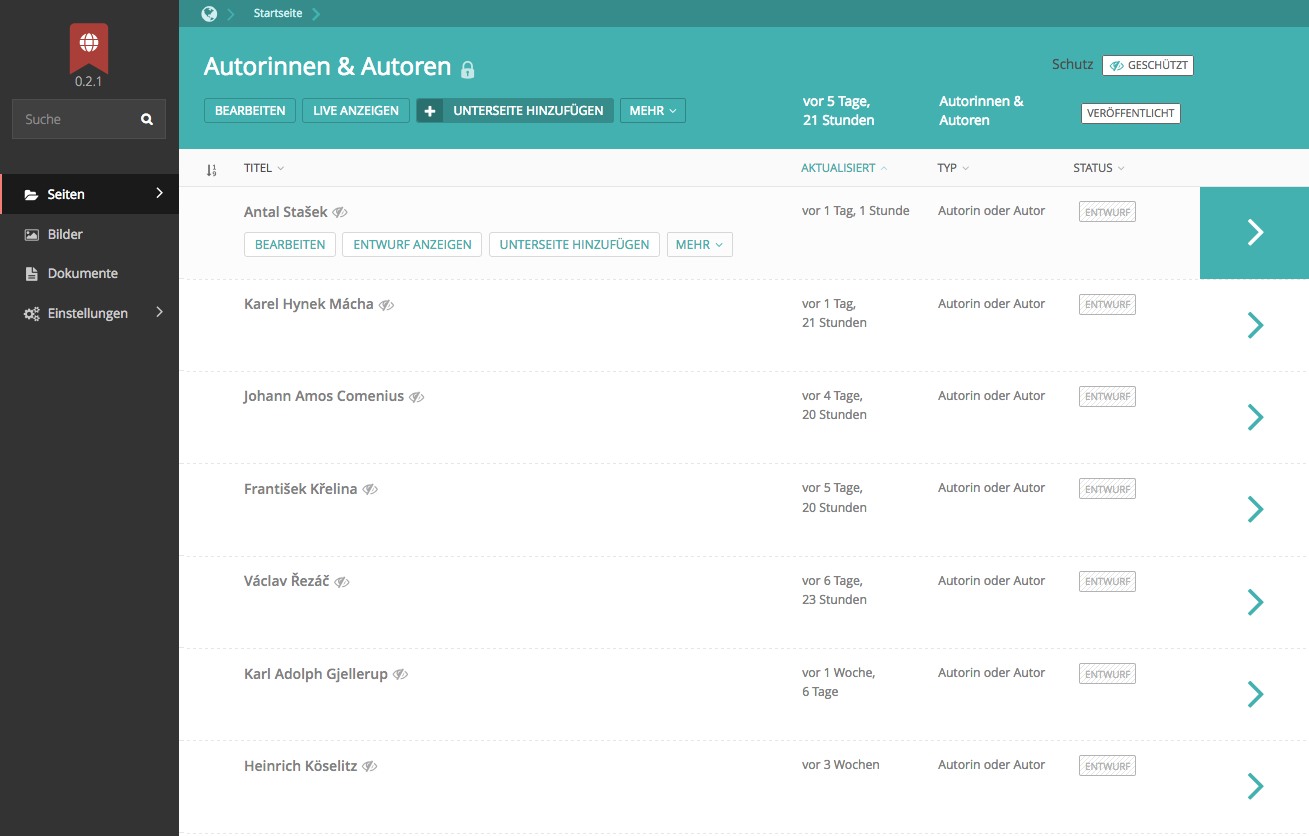 Startseite
0.2.1
Suche
Seiten
Bilder
Dokumente
Einstellungen
Autorinnen & Autoren
Schutz GESCHÜTZT
BEARBEITEN LIVE ANZEIGEN UNTERSEITE HINZUFÜGEN MEHR
vor 5 Tage,
21 Stunden
Autorinnen &
Autoren
VERÖFFENTLICHT
TITEL AKTUALISIERT TYP STATUS
Antal Stašek vor 1 Tag, 1 Stunde Autorin oder Autor ENTWURF
BEARBEITEN ENTWURF ANZEIGEN UNTERSEITE HINZUFÜGEN MEHR
Karel Hynek Mácha vor 1 Tag, Autorin oder Autor ENTWURF
21 Stunden
Johann Amos Comenius vor 4 Tage, Autorin oder Autor ENTWURF
20 Stunden
František Křelina vor 5 Tage, Autorin oder Autor ENTWURF
20 Stunden
Václav Řezáč vor 6 Tage, Autorin oder Autor ENTWURF
23 Stunden
Karl Adolph Gjellerup vor 1 Woche, Autorin oder Autor ENTWURF
6 Tage
Heinrich Köselitz vor 3 Wochen Autorin oder Autor ENTWURF